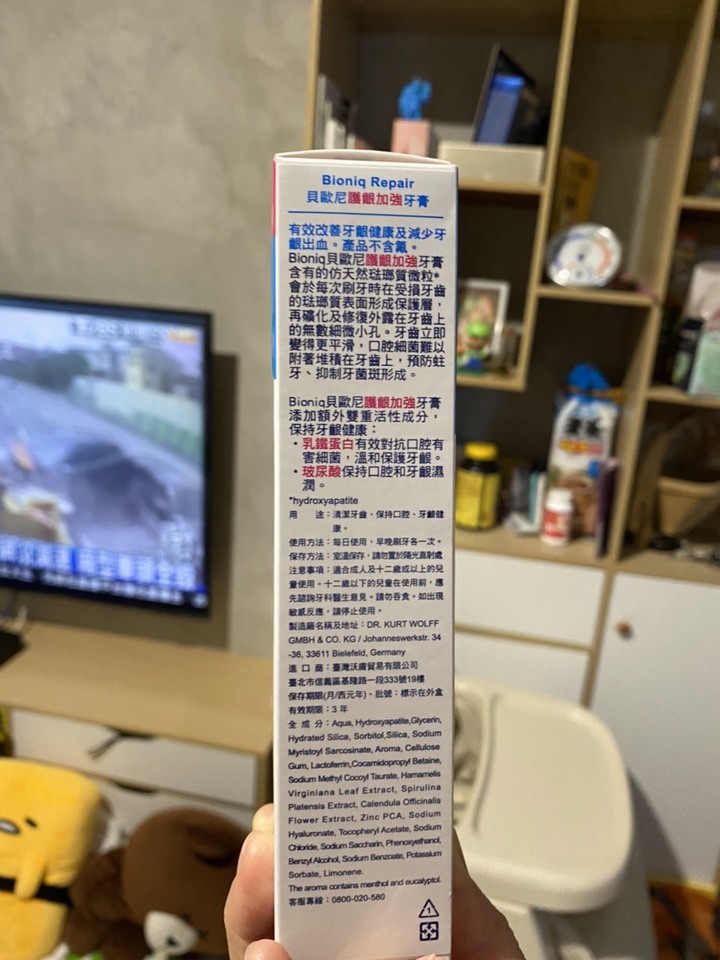 Bioniq Repair
貝歐尼護齦加強牙膏
有效改善牙齦健康及減少牙
齦出血。產品不含氟。
Bioniq貝歐尼護齦加強牙膏
含有的仿天然琺瑯質微粒*
會於每次刷牙時在受損牙齒
的琺瑯質表面形成保護層，
再礦化及修復外露在牙齒上
的無數細微小孔。牙齒立即
變得更平滑，口腔細菌難以
附著堆積在牙齒上，預防蛀
牙、抑制牙菌斑形成。
Bioniq貝歐尼護齦加強牙膏
添加額外雙重活性成分，
保持牙齦健康：
・乳鐵蛋白有效對抗口腔有
害細菌，溫和保護牙齦。
・玻尿酸保持口腔和牙齦濕
潤。
*hydroxyapatite
用　途：清潔牙齒，保持口腔、牙齦健
康。
使用方法：每日使用，早晚刷牙各一次。
保存方法：室溫保存，請勿置於陽光直射處
注意事項：適合成人及十二歲或以上的兒
童使用。十二歲以下的兒童在使用前，應
先諮詢牙科醫生意見。請勿吞食。如出現
敏感反應，請停止使用。
製造廠名稱及地址：DR. KURT WOLFF
GMBH & CO. KG / Johanneswerkstr. 34
-36, 33611 Bielefeld, Germany
進口商：臺灣沃膚貿易有限公司
臺北市信義區基隆路一段333號19樓
保存期限(月/西元年)、批號：標示在外盒
有效期限：3 年
全成分：Aqua, Hydroxyapatite,Glycerin,
Hydrated Silica, Sorbitol,Silica, Sodium
Myristoyl Sarcosinate, Aroma, Cellulose
Gum, Lactoferrin,Cocamidopropyl Betaine,
Sodium Methyl Cocoyl Taurate, Hamamelis
Virginiana Leaf Extract, Spirulina
Platensis Extract, Calendula Officinalis
Flower Extract, Zinc PCA, Sodium
Hyaluronate, Tocopheryl Acetate, Sodium
Chloride, Sodium Saccharin, Phenoxyethanol,
Benzyl Alcohol, Sodium Benzoate, Potassium
Sorbate, Limonene.
The aroma contains menthol and eucalyptol.
客服專線：0800-020-580
1